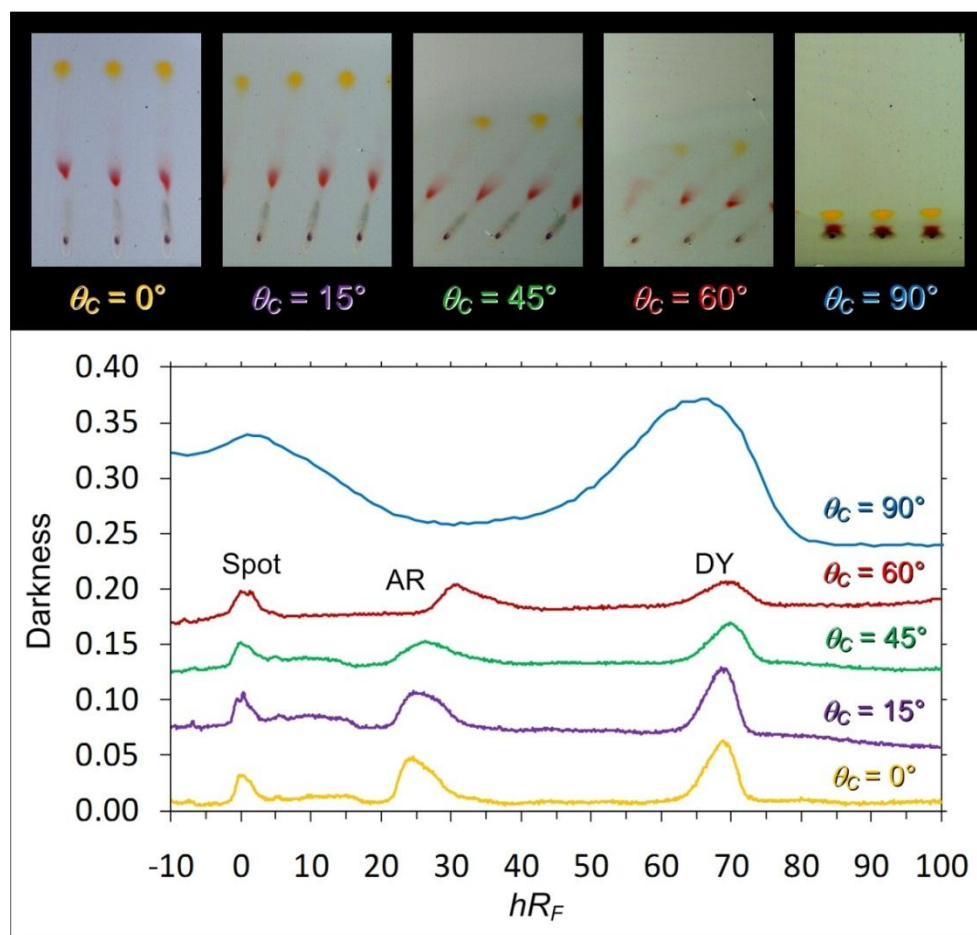 θC = 0° θC = 15° θC = 45° θC = 60° θC = 90°
0.40
0.35
0.30
0.25
0.20
0.15
0.10
0.05
0.00
Darkness
Spot
AR
DY
θC = 90°
θC = 60°
θC = 45°
θC = 15°
θC = 0°
-10 0 10 20 30 40 50 60 70 80 90 100
hRF